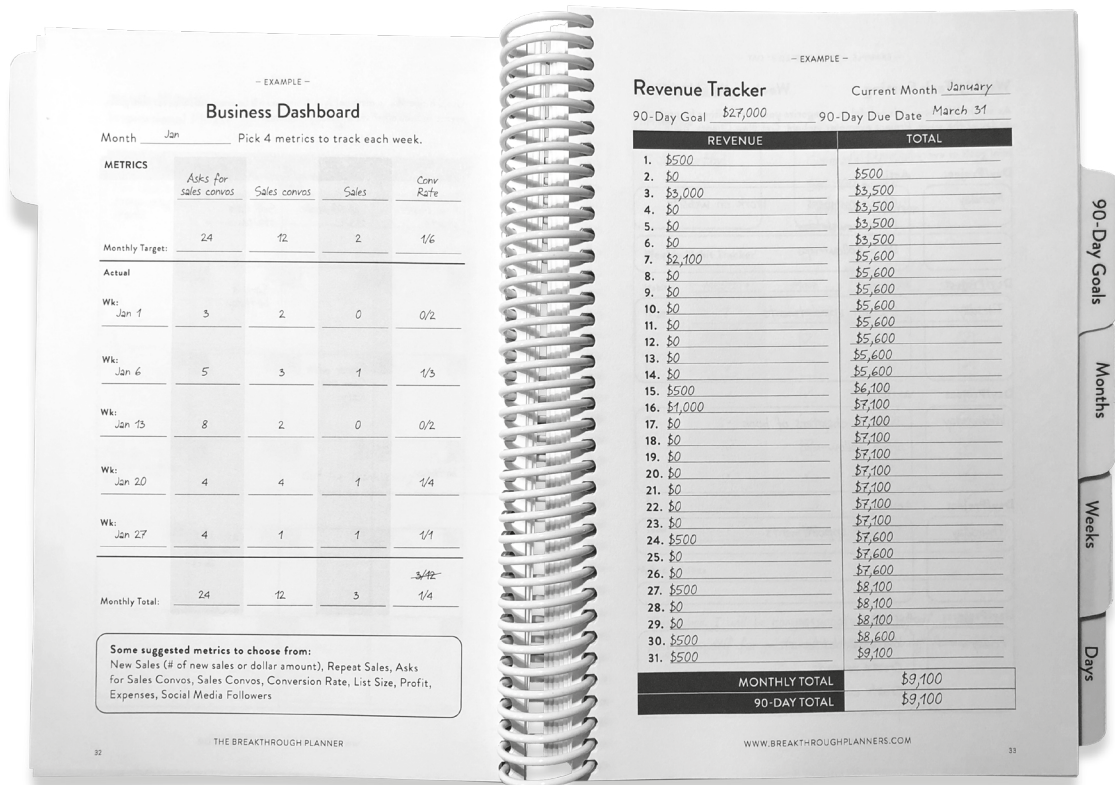 – EXAMPLE –
Business Dashboard
Month Jan Pick 4 metrics to track each week.
METRICS
Asks for sales convos Sales convos Sales Conv Rate
Monthly Target: 24 12 2 1/6
Actual
Wk:
Jan 1 3 2 0 0/2
Wk:
Jan 6 5 3 1 1/3
Wk:
Jan 13 8 2 0 0/2
Wk:
Jan 20 4 4 1 1/4
Wk:
Jan 27 4 1 1 1/1
3/12
Monthly Total: 24 12 3 1/4
Some suggested metrics to choose from:
New Sales (# of new sales or dollar amount), Repeat Sales, Asks
for Sales Convos, Sales Convos, Conversion Rate, List Size, Profit,
Expenses, Social Media Followers
THE BREAKTHROUGH PLANNER
32
– EXAMPLE –
Revenue Tracker Current Month January
90-Day Goal $27,000 90-Day Due Date March 31
REVENUE TOTAL
1. $500
2. $0 $500
3. $3,000 $3,500
4. $0 $3,500
5. $0 $3,500
6. $0 $3,500
7. $2,100 $5,600
8. $0 $5,600
9. $0 $5,600
10. $0 $5,600
11. $0 $5,600
12. $0 $5,600
13. $0 $5,600
14. $0 $5,600
15. $500 $6,100
16. $1,000 $7,100
17. $0 $7,100
18. $0 $7,100
19. $0 $7,100
20. $0 $7,100
21. $0 $7,100
22. $0 $7,100
23. $0 $7,100
24. $500 $7,600
25. $0 $7,600
26. $0 $7,600
27. $500 $8,100
28. $0 $8,100
29. $0 $8,100
30. $500 $8,600
31. $500 $9,100
MONTHLY TOTAL $9,100
90-DAY TOTAL $9,100
WWW.BREAKTHROUGHPLANNERS.COM
33
90-Day Goals
Months
Weeks
Days